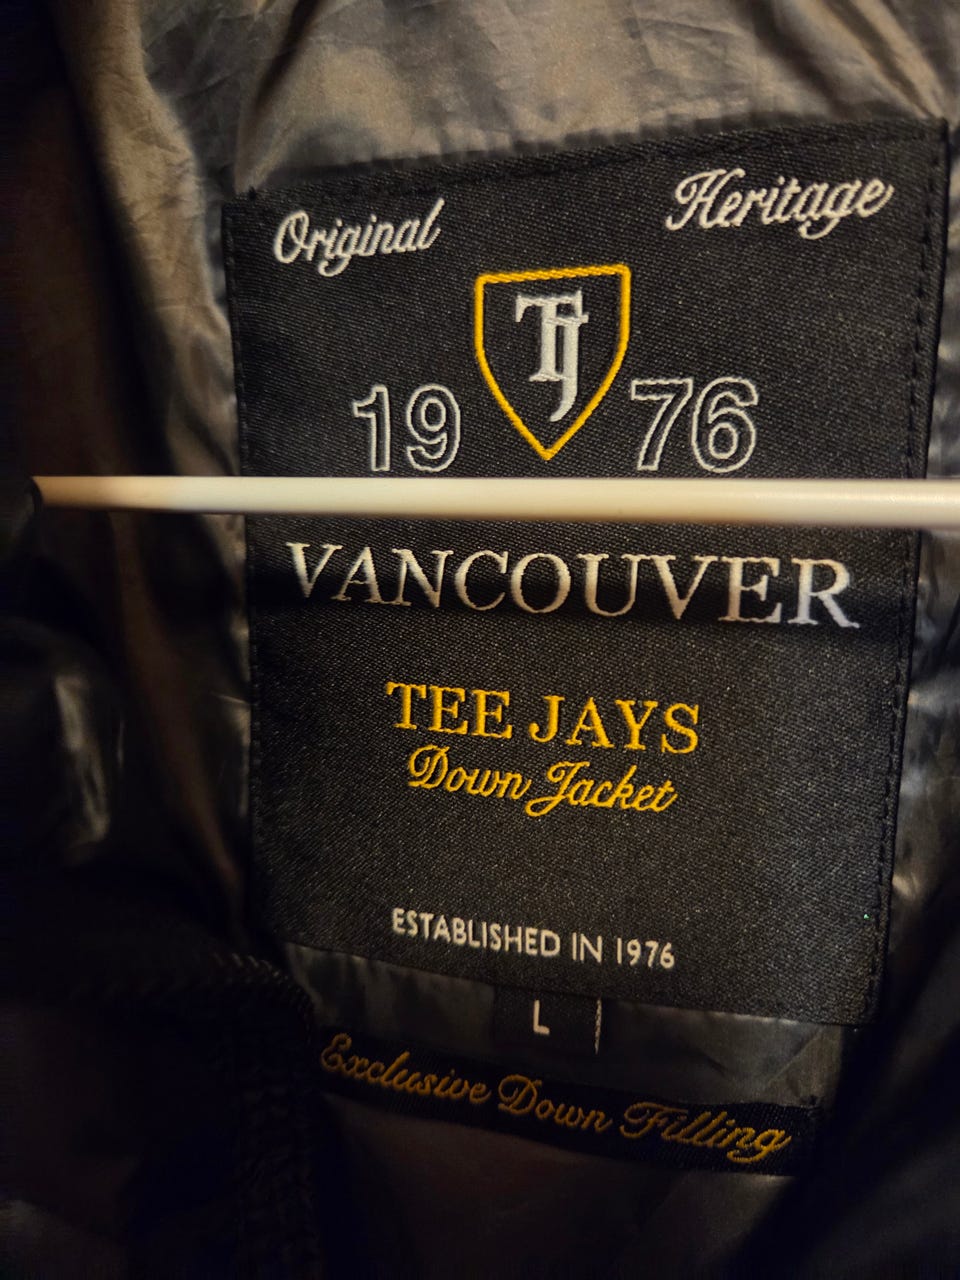 Original Heritage
TJ
19 76
VANCOUVER
TEE JAYS
Down Jacket
ESTABLISHED IN 1976
L
Exclusive Down Filling